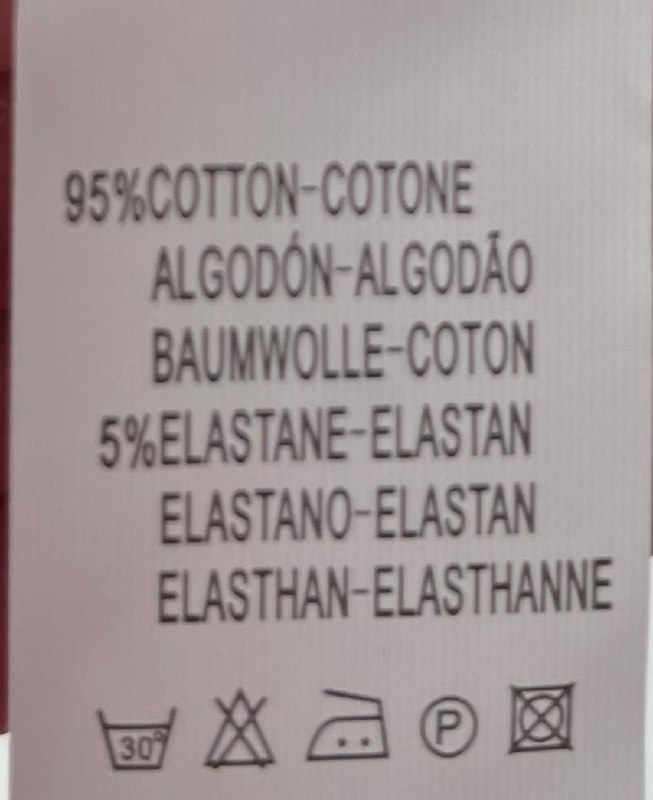 95%COTTON-COTONE
ALGODÓN-ALGODÃO
BAUMWOLLE-COTON
5%ELASTANE-ELASTAN
ELASTANO-ELASTAN
ELASTHAN-ELASTHANNE
30° P